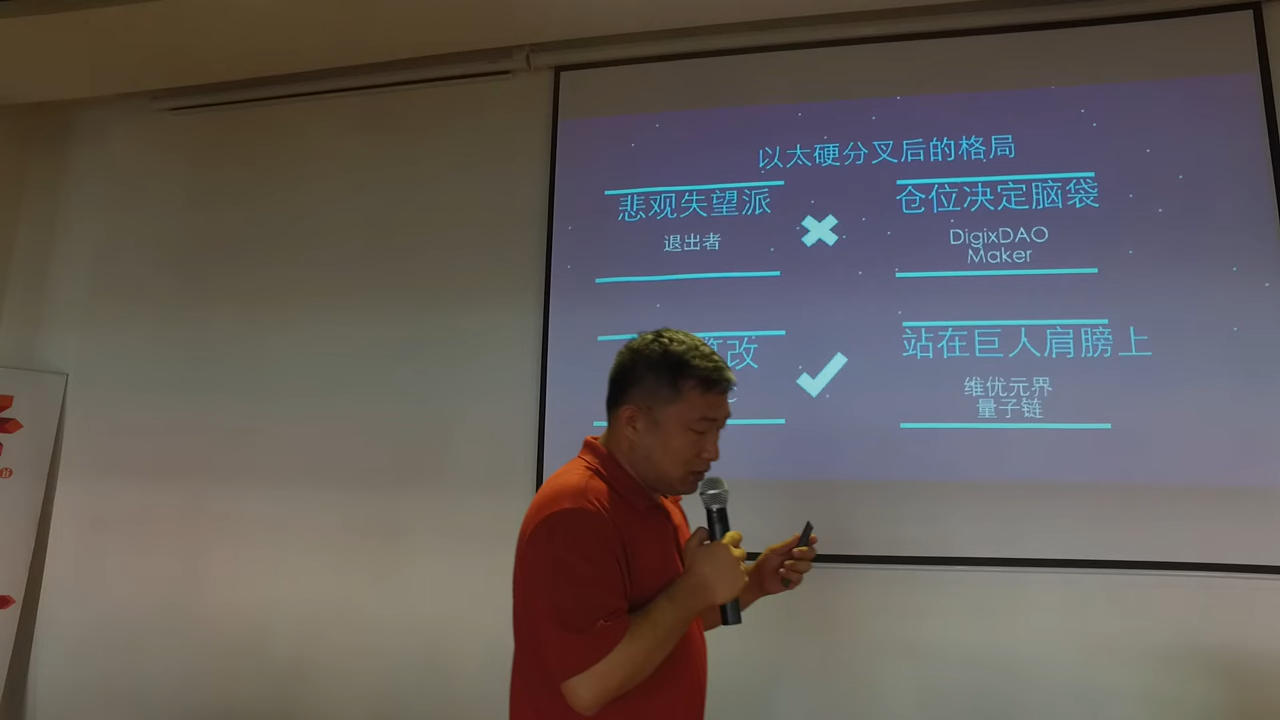 以太硬分叉后的格局
悲观失望派
退出者
仓位决定脑袋
DigixDAO
Maker
改
站在巨人肩膀上
维优元界
量子链